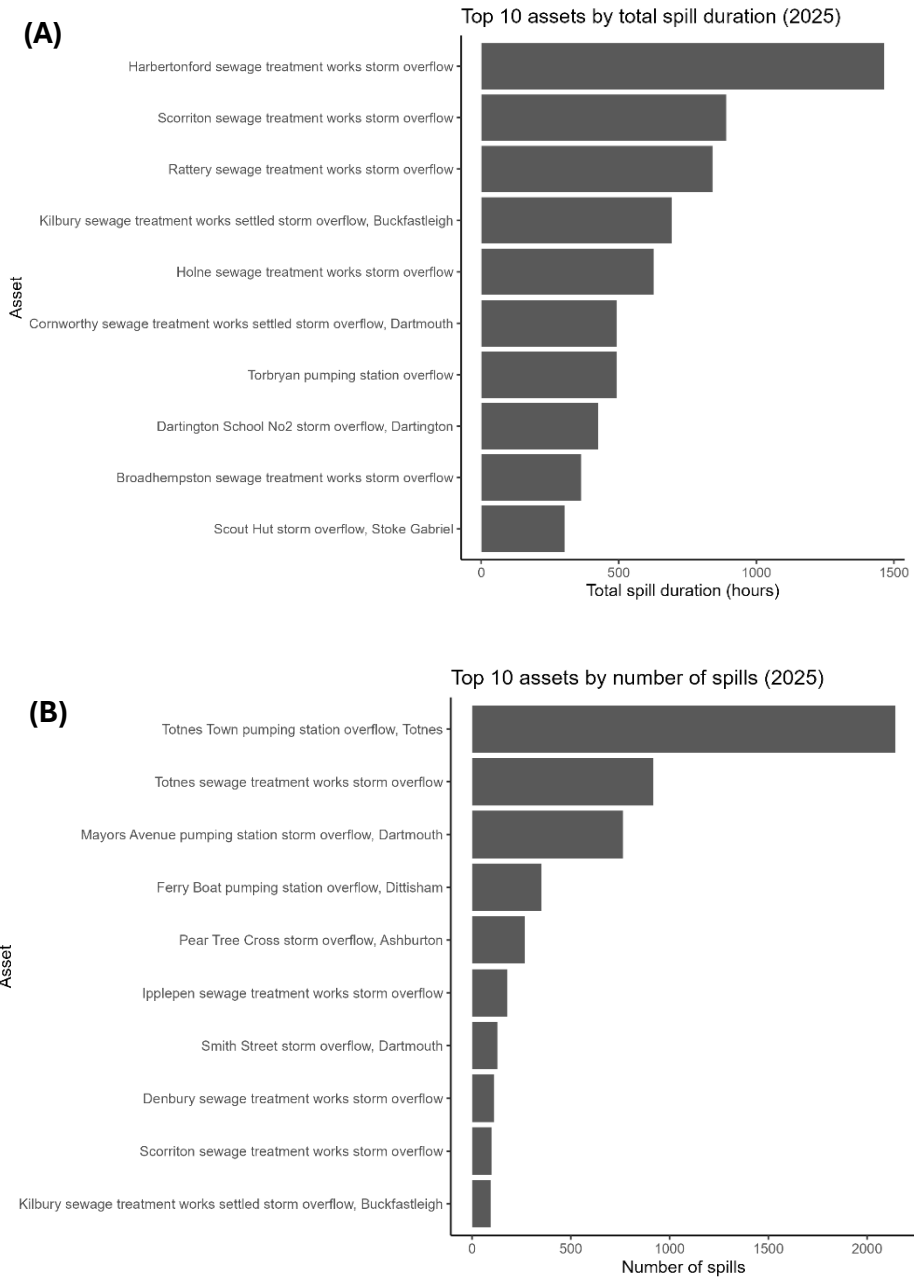 (A)
Top 10 assets by total spill duration (2025)
Harbertonford sewage treatment works storm overflow
Scorriton sewage treatment works storm overflow
Rattery sewage treatment works storm overflow
Kilbury sewage treatment works settled storm overflow, Buckfastleigh
Holne sewage treatment works storm overflow
Cornworthy sewage treatment works settled storm overflow, Dartmouth
Torbryan pumping station overflow
Dartington School No2 storm overflow, Dartington
Broadhempston sewage treatment works storm overflow
Scout Hut storm overflow, Stoke Gabriel
Asset
0 500 1000 1500
Total spill duration (hours)
(B)
Top 10 assets by number of spills (2025)
Totnes Town pumping station overflow, Totnes
Totnes sewage treatment works storm overflow
Mayors Avenue pumping station storm overflow, Dartmouth
Ferry Boat pumping station overflow, Dittisham
Pear Tree Cross storm overflow, Ashburton
Ipplepen sewage treatment works storm overflow
Smith Street storm overflow, Dartmouth
Denbury sewage treatment works storm overflow
Scorriton sewage treatment works storm overflow
Kilbury sewage treatment works settled storm overflow, Buckfastleigh
Asset
0 500 1000 1500 2000
Number of spills